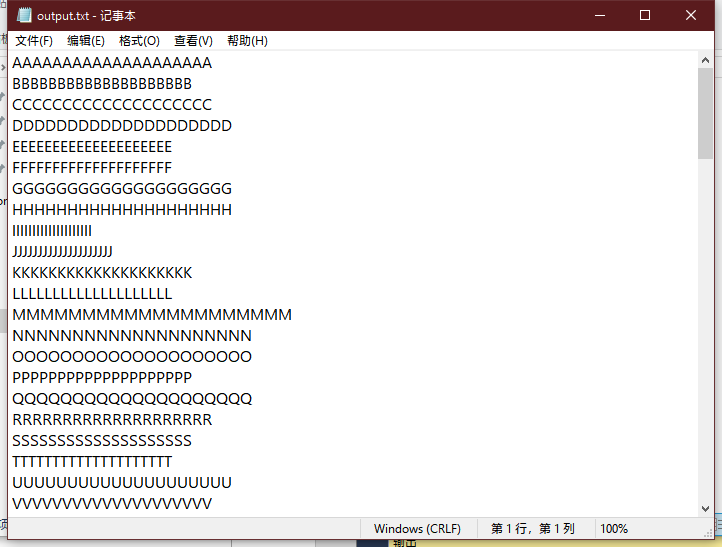 output.txt - 记事本
文件(F) 编辑(E) 格式(O) 查看(V) 帮助(H)
AAAAAAAAAAAAAAAAAAAA
BBBBBBBBBBBBBBBBBBBB
CCCCCCCCCCCCCCCCCCCC
DDDDDDDDDDDDDDDDDDDD
EEEEEEEEEEEEEEEEEEEE
FFFFFFFFFFFFFFFFFFFF
GGGGGGGGGGGGGGGGGGGG
HHHHHHHHHHHHHHHHHHHH
IIIIIIIIIIIIIIIIIIII
JJJJJJJJJJJJJJJJJJJJ
KKKKKKKKKKKKKKKKKKKK
LLLLLLLLLLLLLLLLLLLL
MMMMMMMMMMMMMMMMMMMM
NNNNNNNNNNNNNNNNNNNN
OOOOOOOOOOOOOOOOOOOO
PPPPPPPPPPPPPPPPPPPP
QQQQQQQQQQQQQQQQQQQQ
RRRRRRRRRRRRRRRRRRRR
SSSSSSSSSSSSSSSSSSSS
TTTTTTTTTTTTTTTTTTTT
UUUUUUUUUUUUUUUUUUUU
VVVVVVVVVVVVVVVVVVVV
Windows (CRLF) 第 1 行，第 1 列 100%
输出